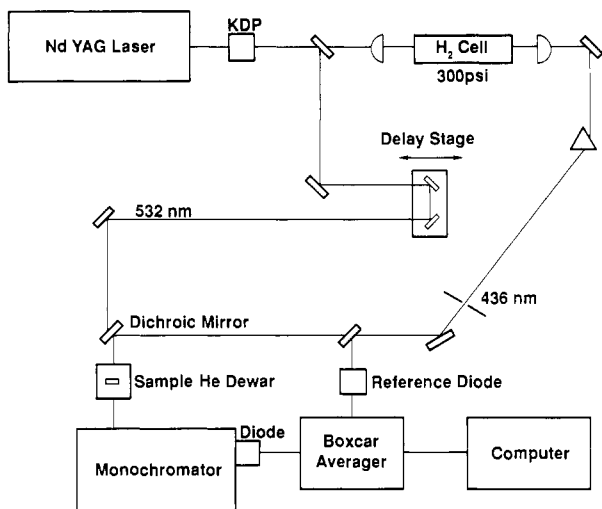 KDP
Nd YAG Laser
H2 Cell
300psi
Delay Stage
532 nm
436 nm
Dichroic Mirror
Sample He Dewar
Reference Diode
Diode
Monochromator
Boxcar
Averager
Computer